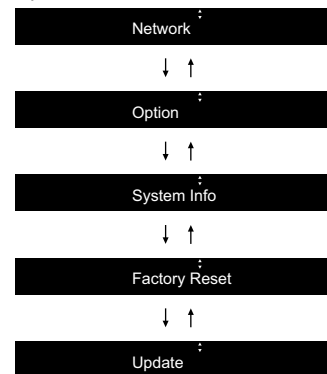 Network
Option
System Info
Factory Reset
Update